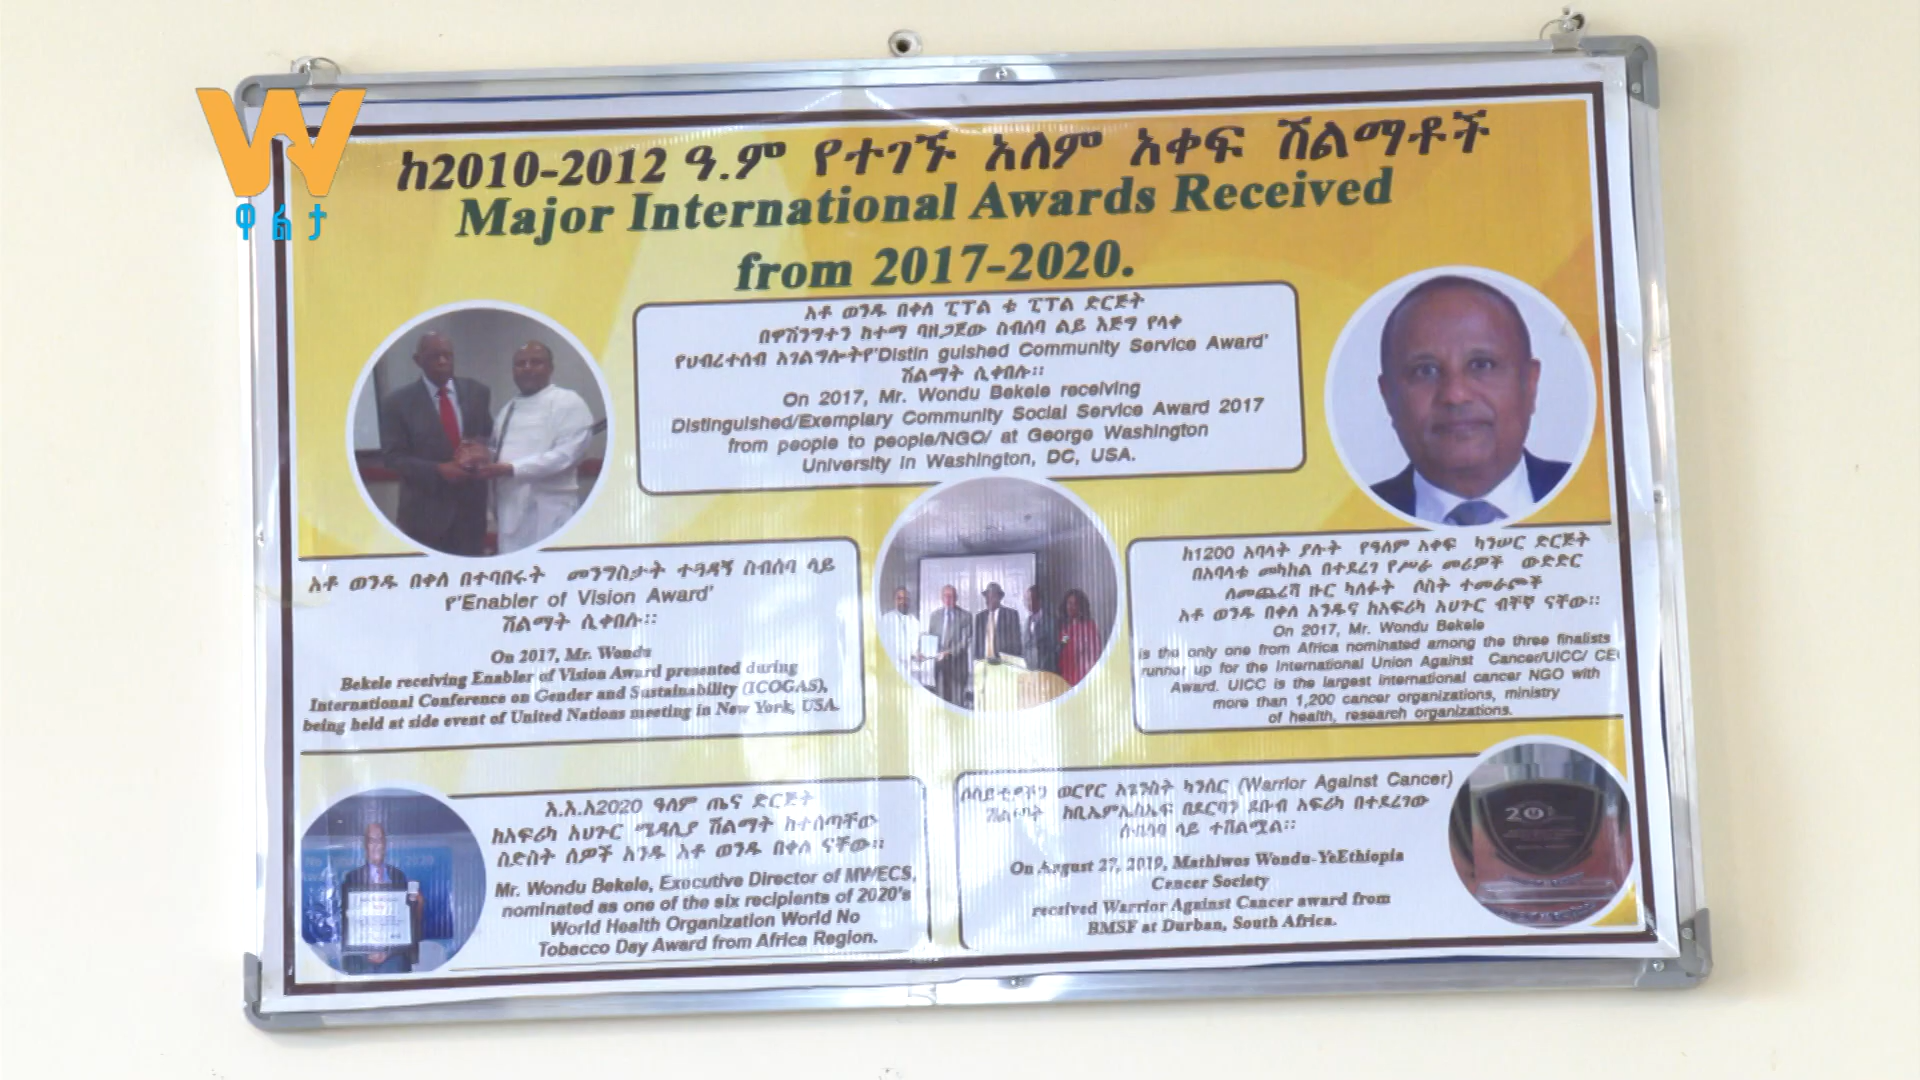 ዋልታ
ከ2010-2012 ዓ.ም የተገኙ አለም አቀፍ ሽልማቶች
Major International Awards Received
from 2017-2020.
አቶ ወንዱ በቀለ ፒፕል ቱ ፒፕል ድርጅት
በዋሽንግተን ከተማ ባዘጋጀው ስብሰባ ልይ እጅግ የላቀ
የህብረተሰብ አገልግሎትየ'Distin guished Community Service Award'
ሽልማት ሲቀበሉ፡፡
On 2017, Mr. Wondu Bekele receiving
Distinguished/Exemplary Community Social Service Award 2017
from people to people/NGO/ at George Washington
University in Washington, DC, USA.
አቶ ወንዱ በቀለ በተባበሩት መንግስታት ተጓዳኝ ስብሰባ ላይ
የ'Enabler of Vision Award'
ሽልማት ሲቀበሉ፡፡
On 2017, Mr. Wondu
Bekele receiving Enabler of Vision Award presented during
International Conference on Gender and Sustainability (ICOGAS),
being held at side event of United Nations meeting in New York, USA.
ከ1200 አባላት ያሉት የዓለም አቀፍ ካንሠር ድርጅት
በአባላቱ መካከል በተደረገ የሥራ መሪዎች ውድድር
ለመጨረሻ ዙር ካለፉት ሶስት ተመራጮች
አቶ ወንዱ በቀለ አንዱና ከአፍሪካ አህጉር ብቸኛ ናቸው፡፡
On 2017, Mr. Wondu Bekele
is the only one from Africa nominated among the three finalists
runner up for the International Union Against Cancer/UICC/ CE
Award. UICC is the largest international cancer NGO with
more than 1,200 cancer organizations, ministry
of health, research organizations.
እ.ኤ.አ2020 ዓለም ጤና ድርጅት
ከአፍሪካ አህጉር ሜዳሊያ ሽልማት ከተሰጣቸው
ስድስት ሰዎች አንዱ አቶ ወንዱ በቀለ ናቸው፡፡
Mr. Wondu Bekele, Executive Director of MWECS,
nominated as one of the six recipients of 2020's
World Health Organization World No
Tobacco Day Award from Africa Region.
ወርየር አጌንስት ካንሰር (Warrior Against Cancer)
ከቢኤምኤስኤፍ በደርባን ደቡብ አፍሪካ በተደረገው
ስብሰባ ላይ ተሸልሟል፡፡
On August 27, 2019, Mathiwos Wondu-YeEthiopia
Cancer Society
received Warrior Against Cancer award from
BMSF at Durban, South Africa.
20